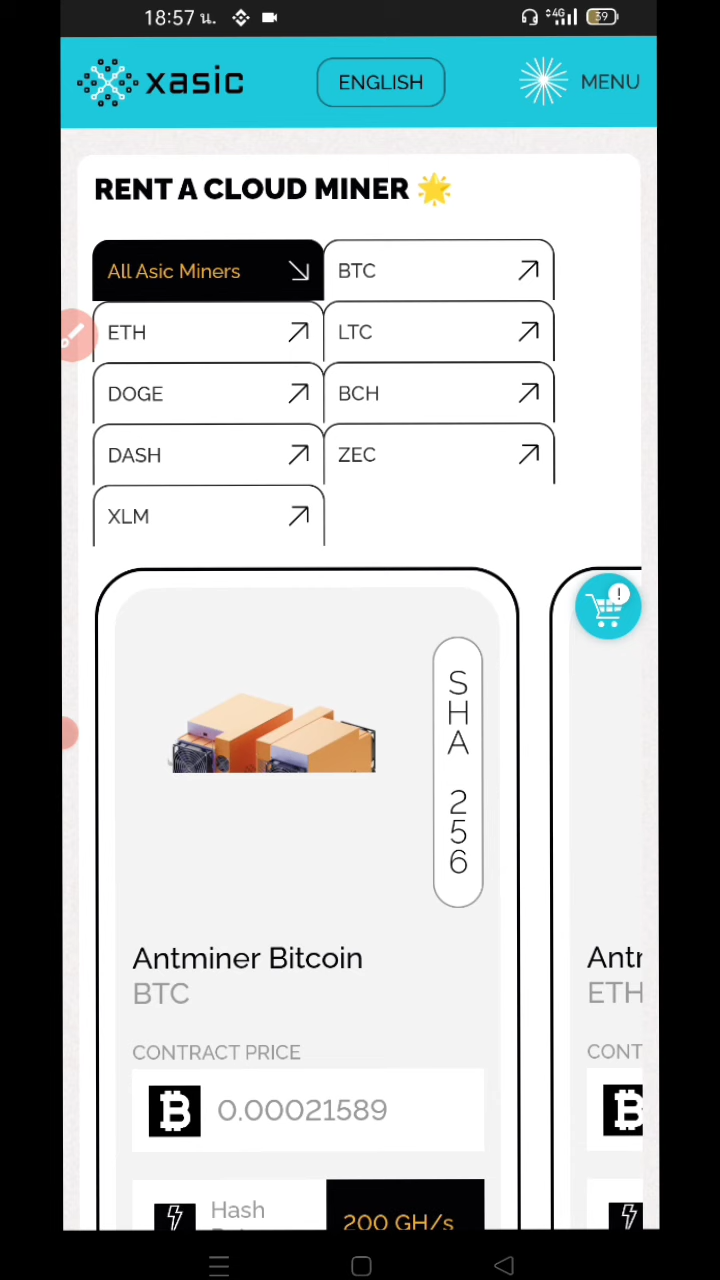 18:57 น.
4G
39
xasic
ENGLISH
MENU
RENT A CLOUD MINER
All Asic Miners
BTC
ETH
LTC
DOGE
BCH
DASH
ZEC
XLM
!
SHA 256
Antminer Bitcoin
BTC
CONTRACT PRICE
0.00021589
Hash
200 GH/s
Antr
ETH
CONT